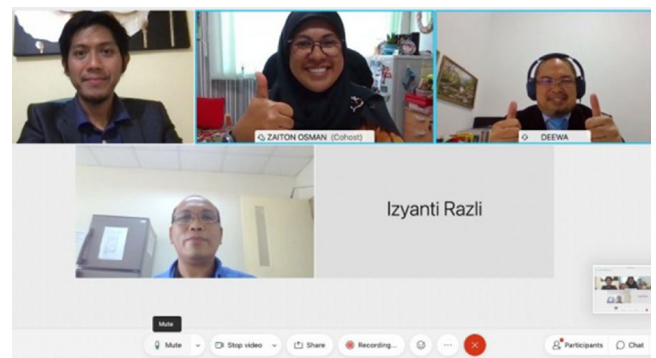 ZAITON OSMAN (Cohost)
DEEWA
Izyanti Razli
Mute
Mute
Stop video
Share
Recording...
Participants
Chat